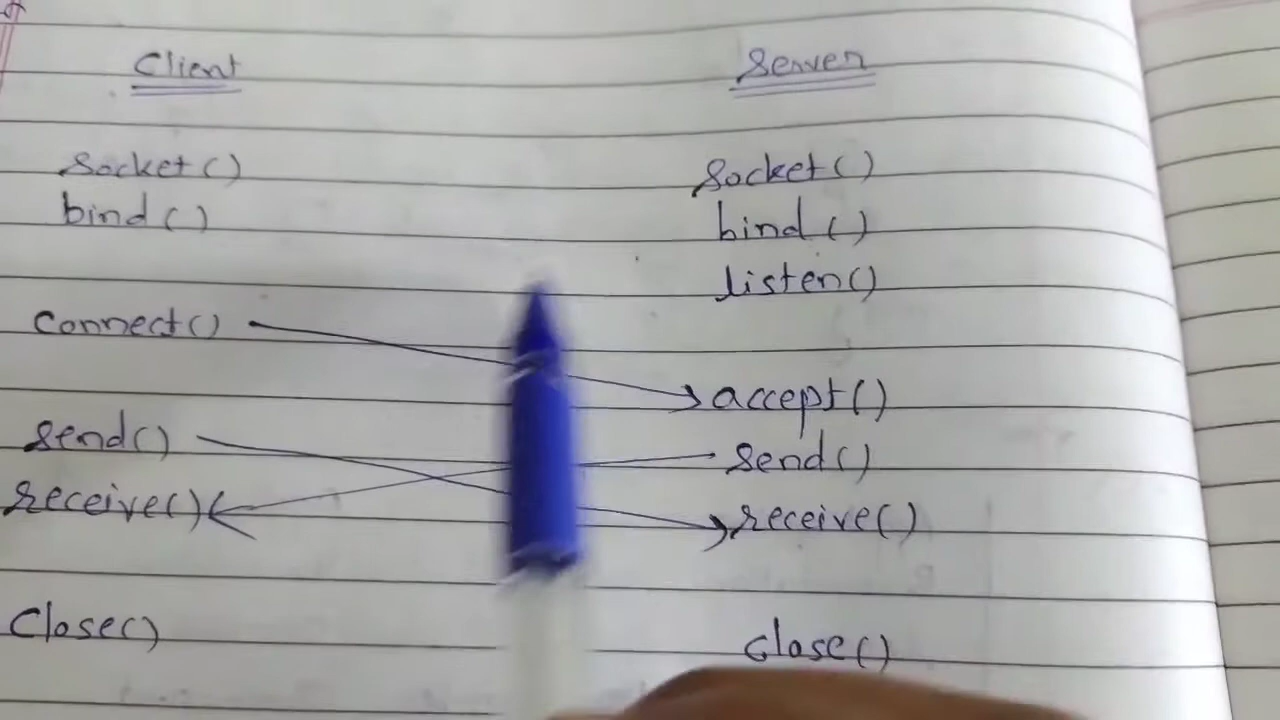 Client
Server
Socket()
bind()
Connect()
send()
receive()
Close()
Socket()
bind()
listen()
accept()
send()
receive()
close()